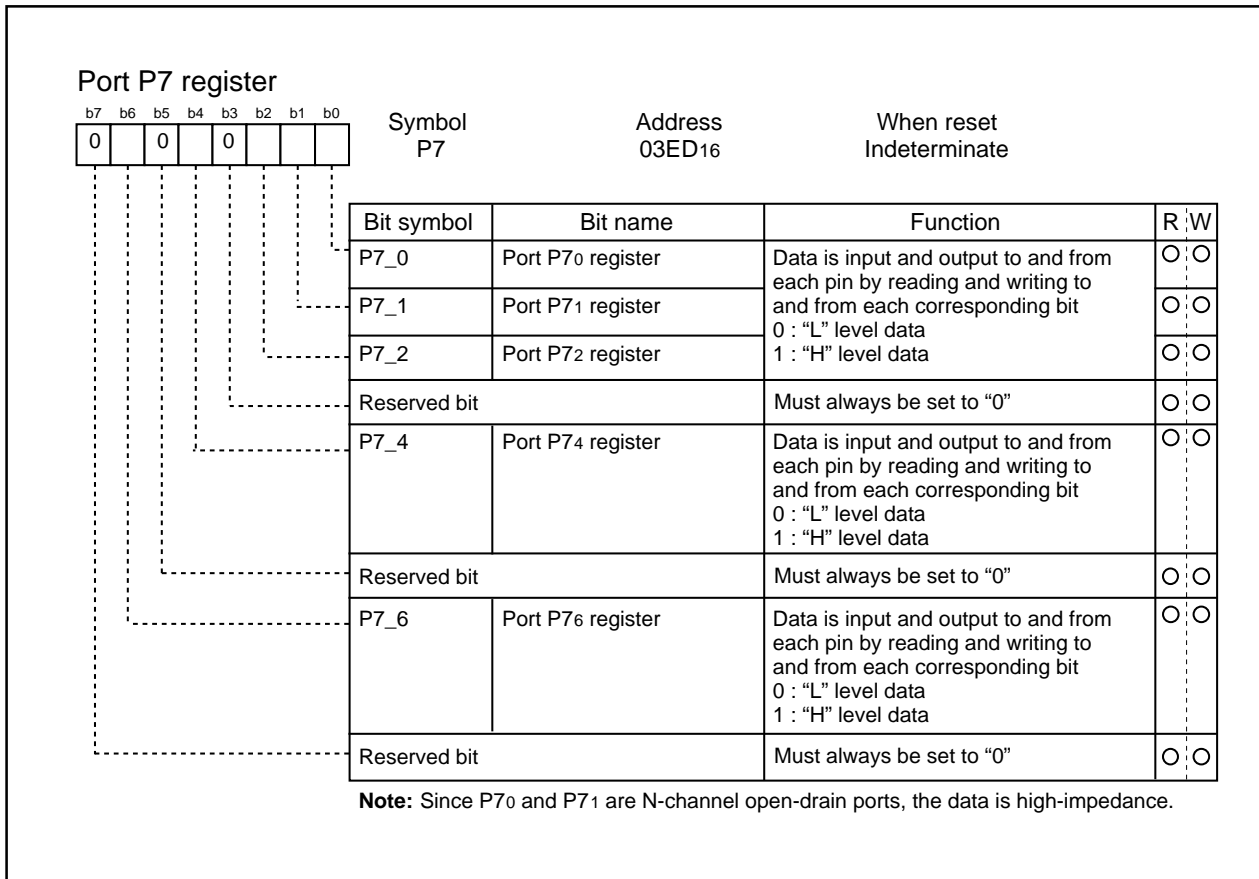 Port P7 register
b7 b6 b5 b4 b3 b2 b1 b0
0 0 0
Symbol Address When reset
P7 03ED16 Indeterminate
Bit symbol Bit name Function R W
P7_0 Port P70 register Data is input and output to and from
each pin by reading and writing to
P7_1 Port P71 register and from each corresponding bit
0 : “L” level data
P7_2 Port P72 register 1 : “H” level data
Reserved bit Must always be set to “0”
P7_4 Port P74 register Data is input and output to and from
each pin by reading and writing to
and from each corresponding bit
0 : “L” level data
1 : “H” level data
Reserved bit Must always be set to “0”
P7_6 Port P76 register Data is input and output to and from
each pin by reading and writing to
and from each corresponding bit
0 : “L” level data
1 : “H” level data
Reserved bit Must always be set to “0”
Note: Since P70 and P71 are N-channel open-drain ports, the data is high-impedance.